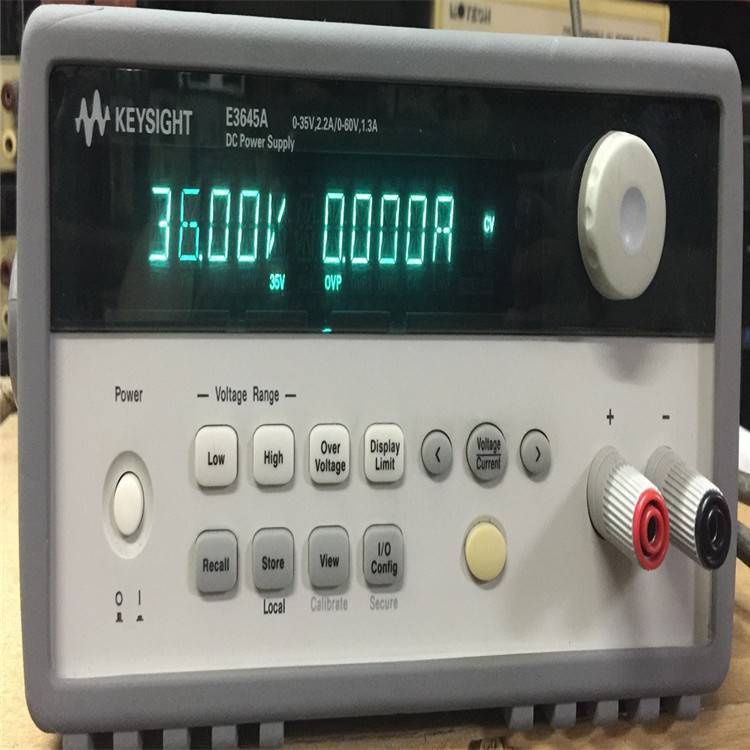 LIOTECH
KEYSIGHT E3645A 0-35V,2.2A/0-60V,1.3A
DC Power Supply
36.00V 0.000A CV
35V OVP
Power
Voltage Range
+ -
Low High Over Voltage Display Limit < Voltage Current >
Recall Store View I/O Config
O I
Local Calibrate Secure